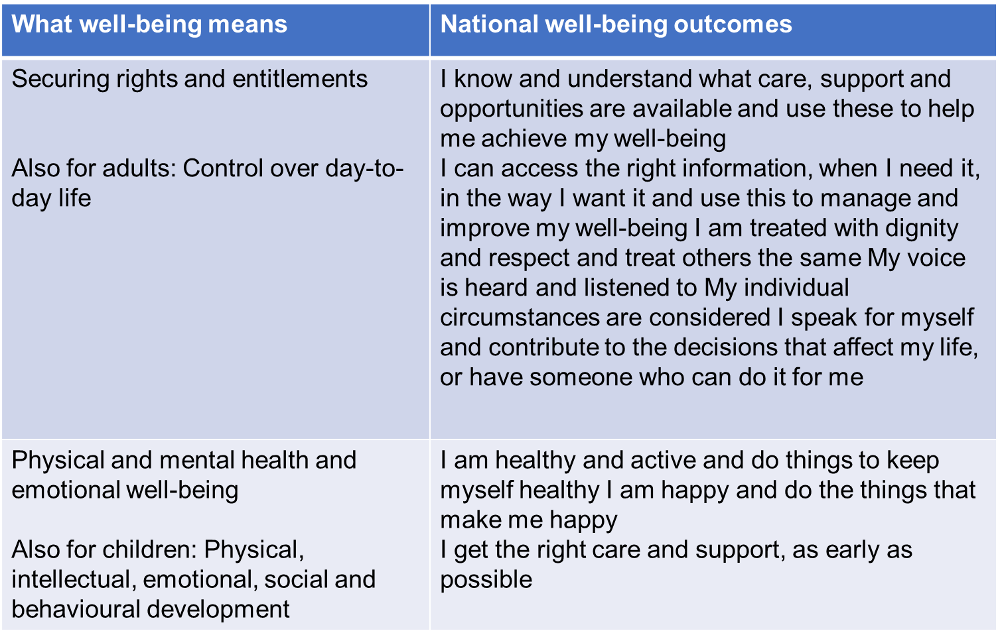 What well-being means
National well-being outcomes
Securing rights and entitlements
Also for adults: Control over day-to-
day life
I know and understand what care, support and
opportunities are available and use these to help
me achieve my well-being
I can access the right information, when I need it,
in the way I want it and use this to manage and
improve my well-being I am treated with dignity
and respect and treat others the same My voice
is heard and listened to My individual
circumstances are considered I speak for myself
and contribute to the decisions that affect my life,
or have someone who can do it for me
Physical and mental health and
emotional well-being
Also for children: Physical,
intellectual, emotional, social and
behavioural development
I am healthy and active and do things to keep
myself healthy I am happy and do the things that
make me happy
I get the right care and support, as early as
possible